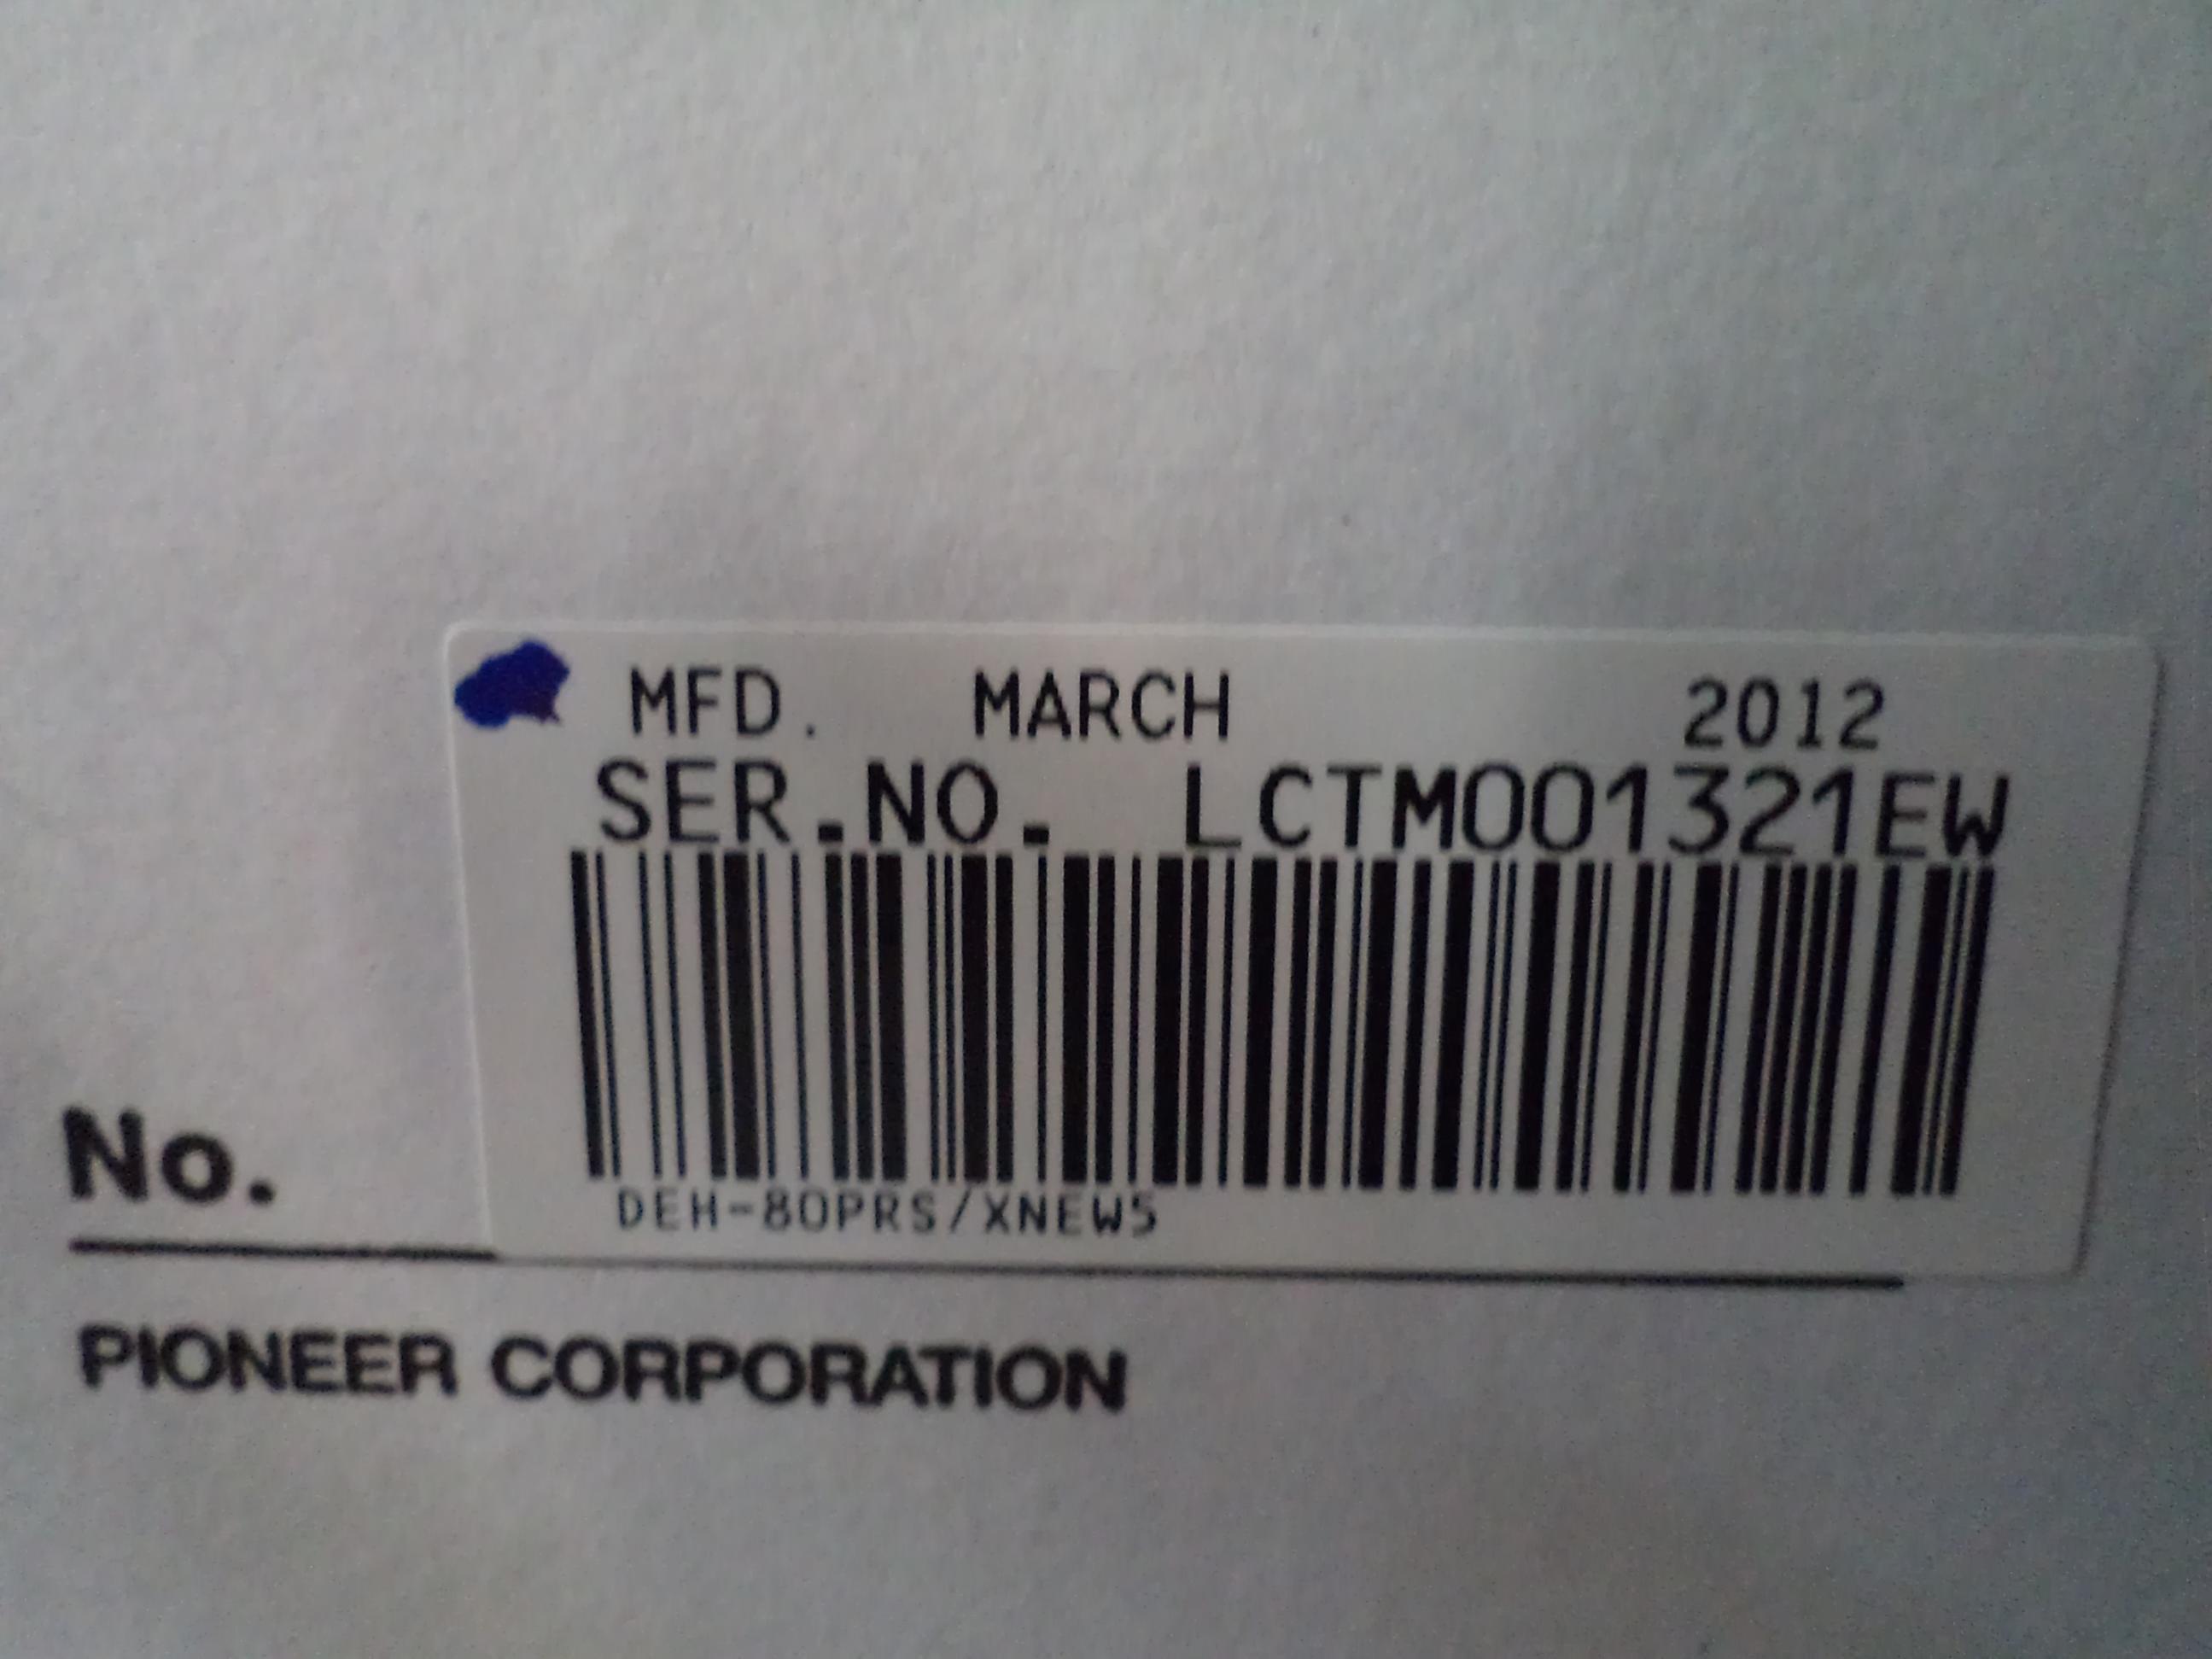 MFD. MARCH 2012
SER.NO. LCTM001321EW
DEH-80PRS/XNEW5
No.
PIONEER CORPORATION